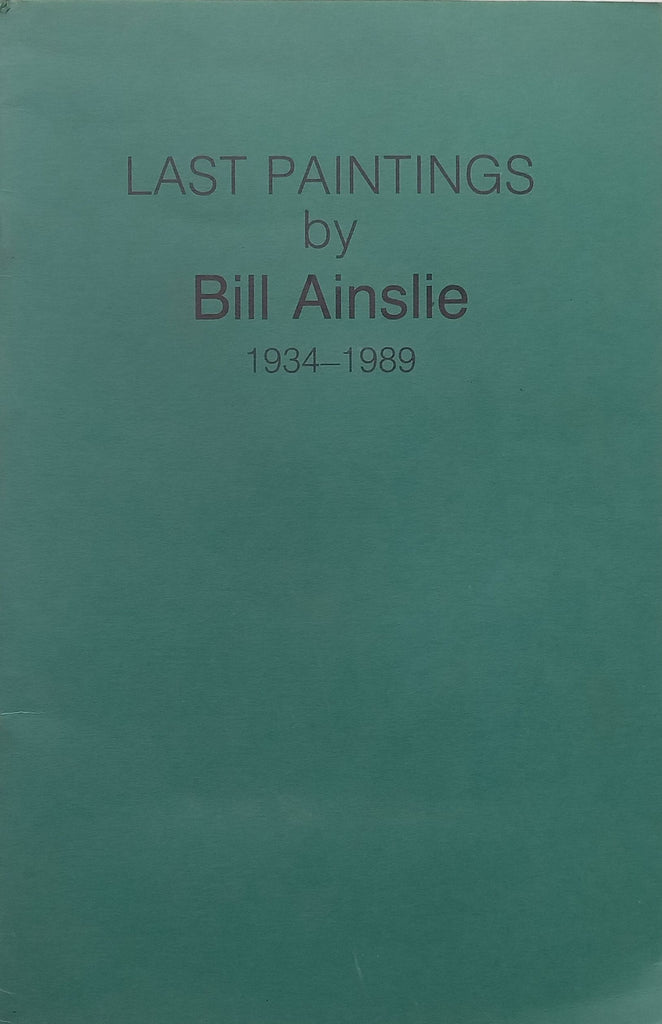 LAST PAINTINGS
by
Bill Ainslie
1934–1989